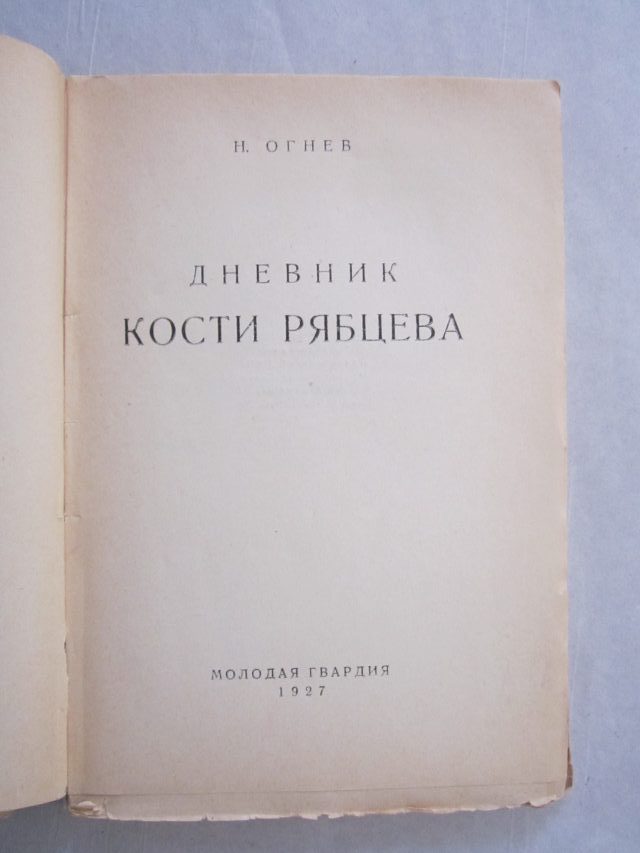 Н. ОГНЕВ
ДНЕВНИК
КОСТИ РЯБЦЕВА
МОЛОДАЯ ГВАРДИЯ
1927